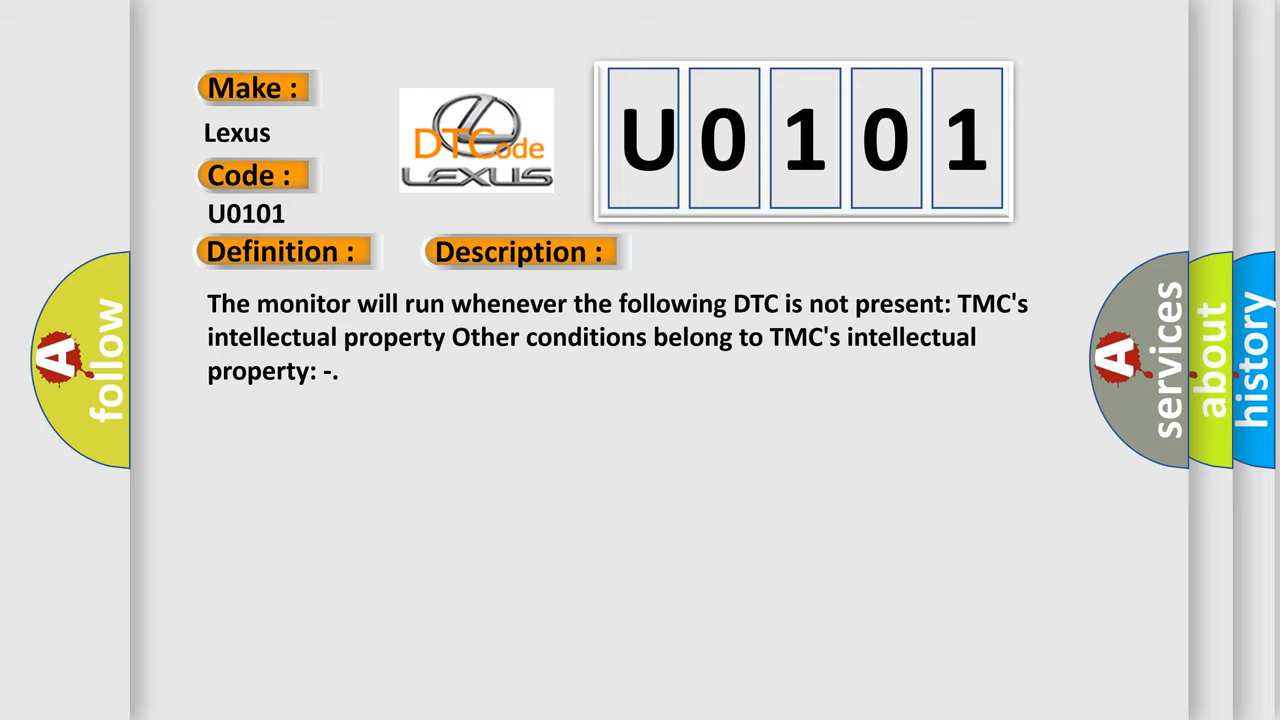 Make :
Lexus
Code :
U0101
DTCode
LEXUS
U0101
Definition :
Description :
The monitor will run whenever the following DTC is not present: TMC's
intellectual property Other conditions belong to TMC's intellectual
property: -.
A follow
A services
about
history